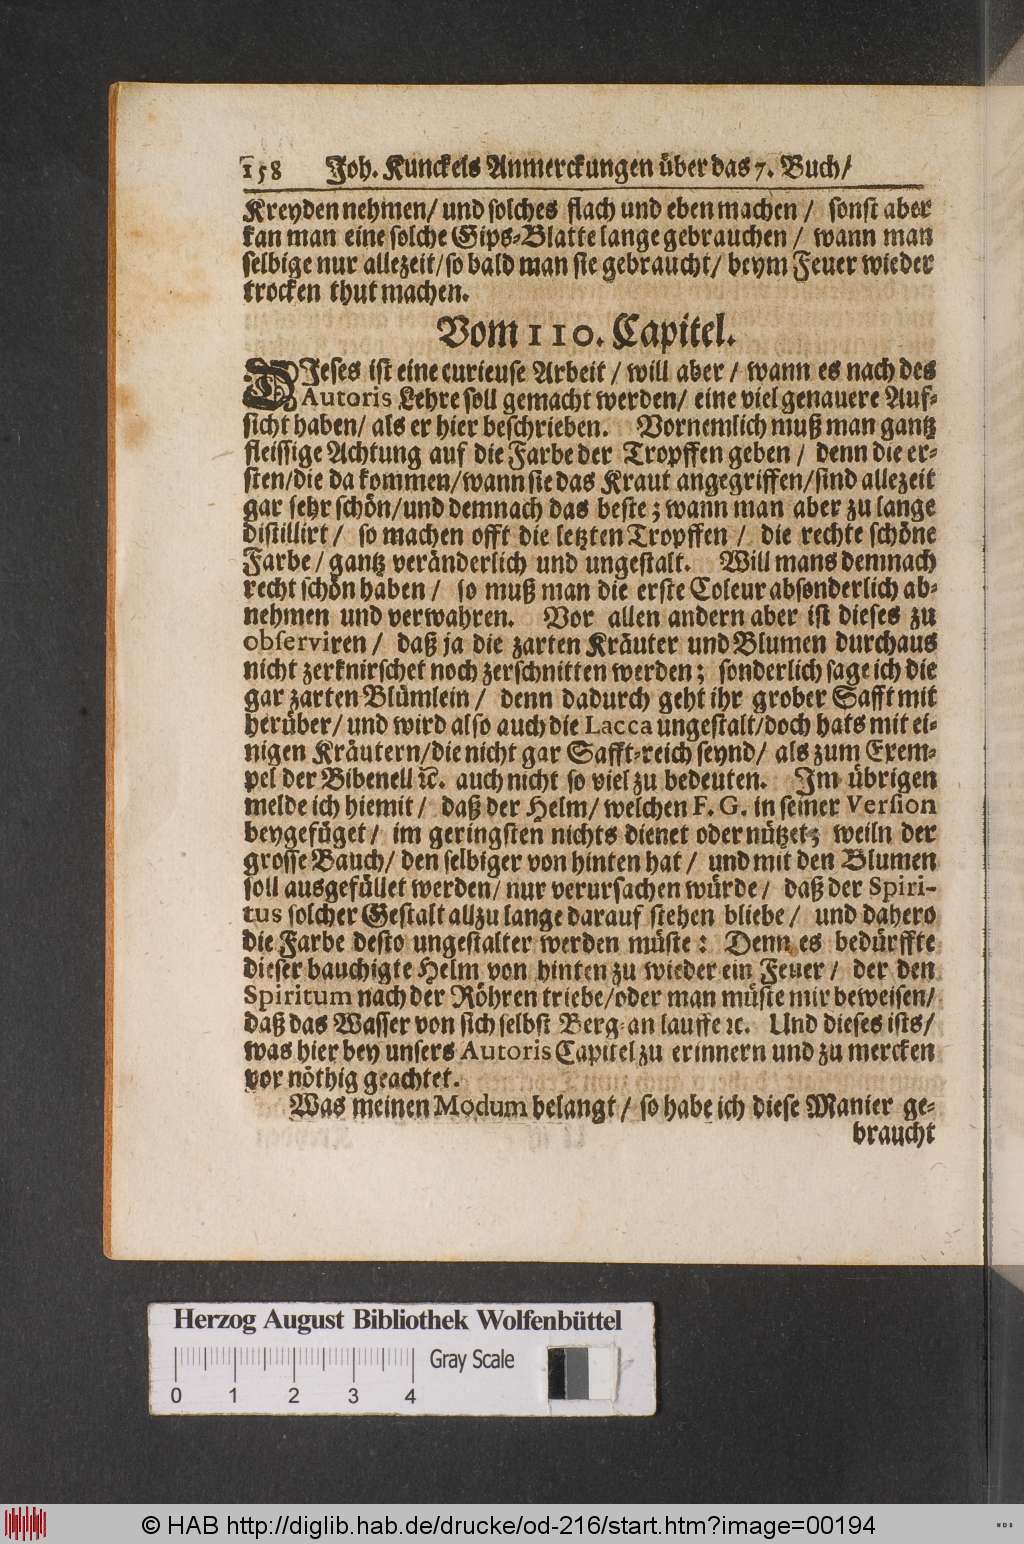 158 Joh. Kunckels Anmerckungen über das 7. Buch/
Kreyden nehmen/ und solches flach und eben machen / sonst aber
kan man eine solche Gips-Blatte lange gebrauchen / wann man
selbige nur allezeit/so bald man sie gebraucht/ beym Feuer wieder
trocken thut machen.
Vom 110. Capitel.
DIeses ist eine curieuse Arbeit / will aber / wann es nach des
Autoris Lehre soll gemacht werden/ eine viel genauere Auf-
sicht haben/ als er hier beschrieben. Vornemlich muß man gantz
fleissige Achtung auf die Farbe der Tropffen geben / denn die er-
sten/die da kommen/wann sie das Kraut angegriffen/sind allezeit
gar sehr schön/und demnach das beste; wann man aber zu lange
distillirt / so machen offt die letzten Tropffen / die rechte schöne
Farbe / gantz veränderlich und ungestalt. Will mans demnach
recht schön haben / so muß man die erste Coleur absonderlich ab-
nehmen und verwahren. Vor allen andern aber ist dieses zu
observiren / daß ja die zarten Kräuter und Blumen durchaus
nicht zerknirschet noch zerschnitten werden; sonderlich sage ich die
gar zarten Blümlein / denn dadurch geht ihr grober Safft mit
herüber/ und wird also auch die Lacca ungestalt/doch hats mit ei-
nigen Kräutern/die nicht gar Safft-reich seynd/ als zum Exem-
pel der Bibenell ꝛc. auch nicht so viel zu bedeuten. Im übrigen
melde ich hiemit / daß der Helm/ welchen F. G. in seiner Version
beygefüget / im geringsten nichts dienet oder nützet; weiln der
grosse Bauch/ den selbiger von hinten hat / und mit den Blumen
soll ausgefüllet werden/ nur verursachen würde / daß der Spiri-
tus solcher Gestalt allzu lange darauf stehen bliebe / und dahero
die Farbe desto ungestalter werden müste: Denn es bedürffte
dieser bauchigte Helm von hinten zu wieder ein Feuer / der den
Spiritum nach der Röhren triebe/oder man müste mir beweisen/
daß das Wasser von sich selbst Berg-an lauffe ꝛc. Und dieses ists/
was hier bey unsers Autoris Capitel zu erinnern und zu mercken
vor nöthig geachtet.
Was meinen Modum belangt / so habe ich diese Manier ge-
braucht
Herzog August Bibliothek Wolfenbüttel
Gray Scale
0 1 2 3 4
© HAB http://diglib.hab.de/drucke/od-216/start.htm?image=00194